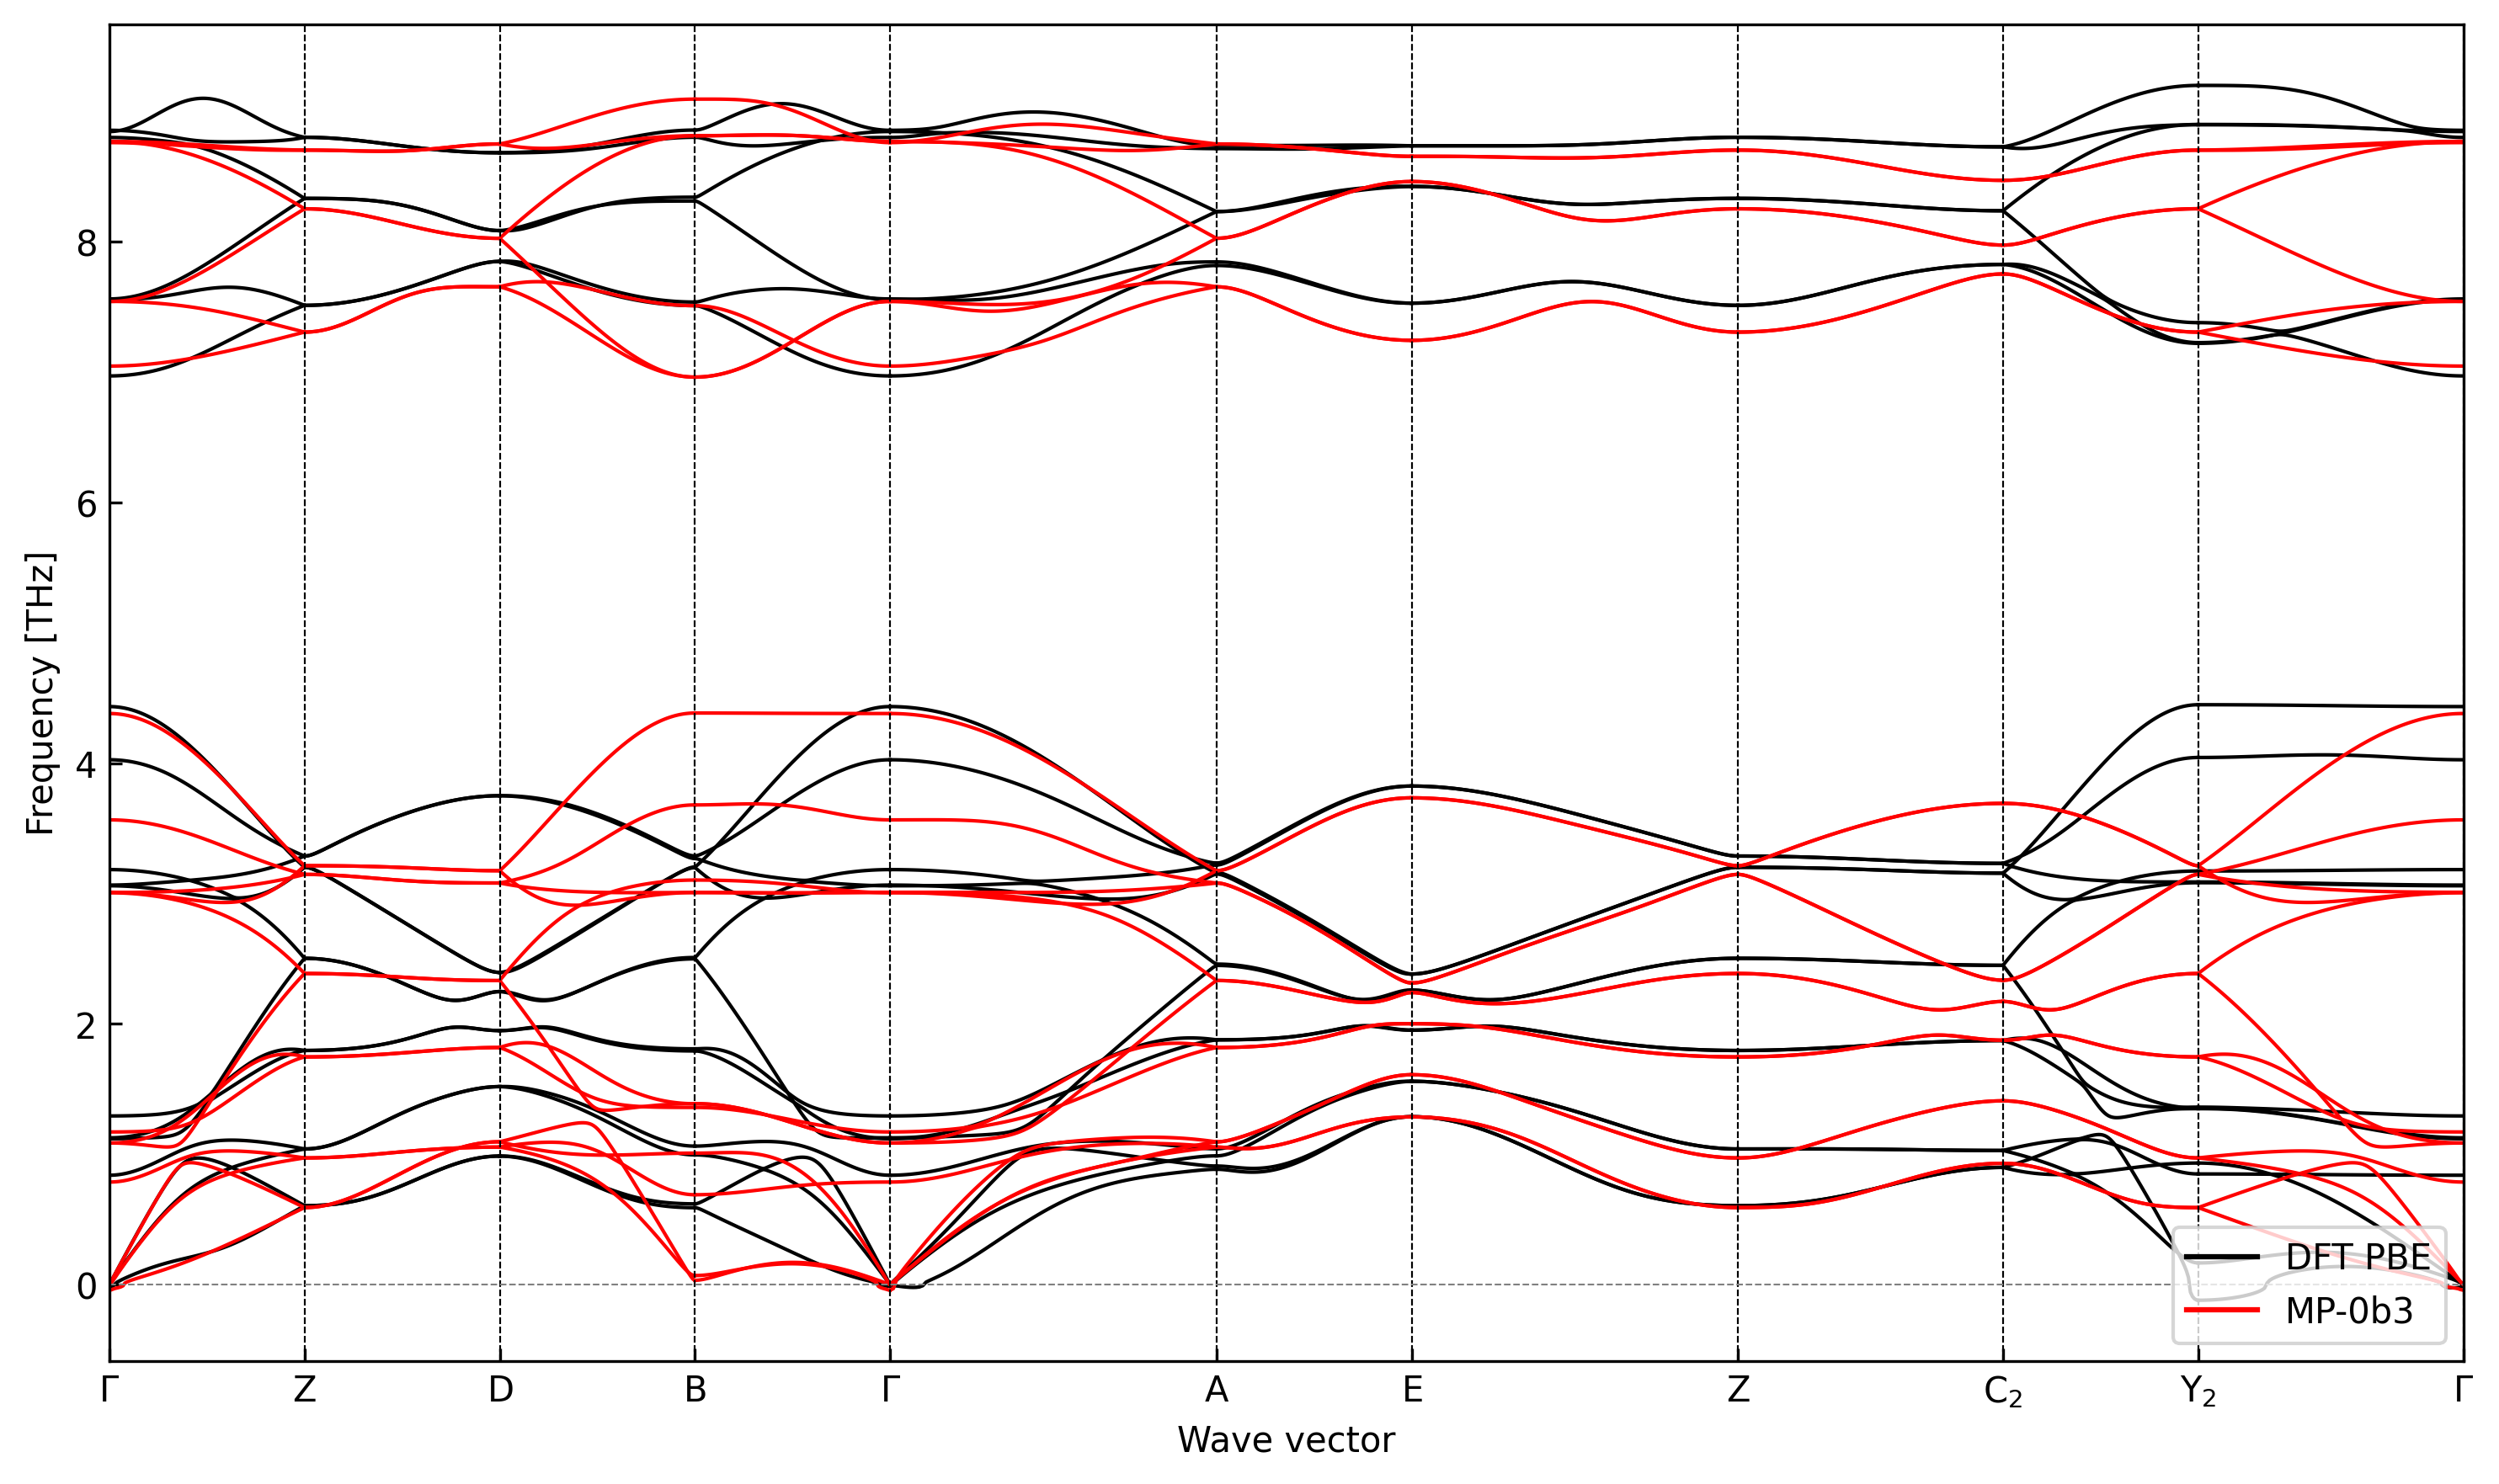 Frequency [THz]
8
6
4
2
0
DFT PBE
MP-0b3
Γ Z D B Γ A E Z C₂ Y₂ Γ
Wave vector